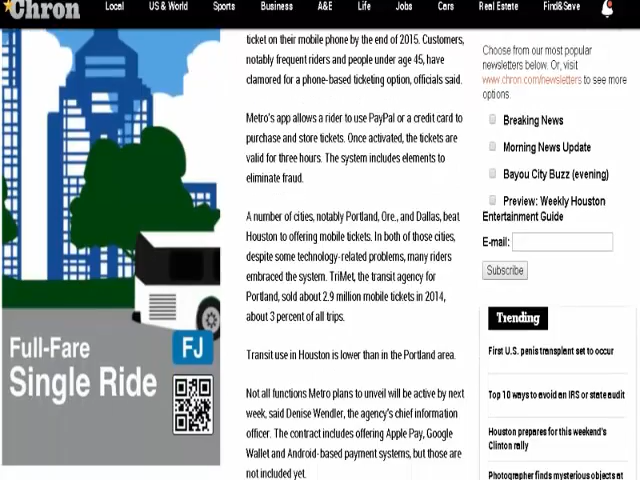 Chron
Local US & World Sports Business A&E Life Jobs Cars Real Estate Find&Save
ticket on their mobile phone by the end of 2015. Customers,
notably frequent riders and people under age 45, have
clamored for a phone-based ticketing option, officials said.
Metro's app allows a rider to use PayPal or a credit card to
purchase and store tickets. Once activated, the tickets are
valid for three hours. The system includes elements to
eliminate fraud.
A number of cities, notably Portland, Ore., and Dallas, beat
Houston to offering mobile tickets. In both of those cities,
despite some technology-related problems, many riders
embraced the system. TriMet, the transit agency for
Portland, sold about 2.9 million mobile tickets in 2014,
about 3 percent of all trips.
Transit use in Houston is lower than in the Portland area.
Not all functions Metro plans to unveil will be active by next
week, said Denise Wendler, the agency's chief information
officer. The contract includes offering Apple Pay, Google
Wallet and Android-based payment systems, but those are
not included yet.
Full-Fare
Single Ride
FJ
Choose from our most popular
newsletters below. Or, visit
www.chron.com/newsletters to see more
options.
Breaking News
Morning News Update
Bayou City Buzz (evening)
Preview: Weekly Houston
Entertainment Guide
E-mail:
Subscribe
Trending
First U.S. penis transplant set to occur
Top 10 ways to avoid an IRS or state audit
Houston prepares for this weekend's
Clinton rally
Photographer finds mysterious objects at